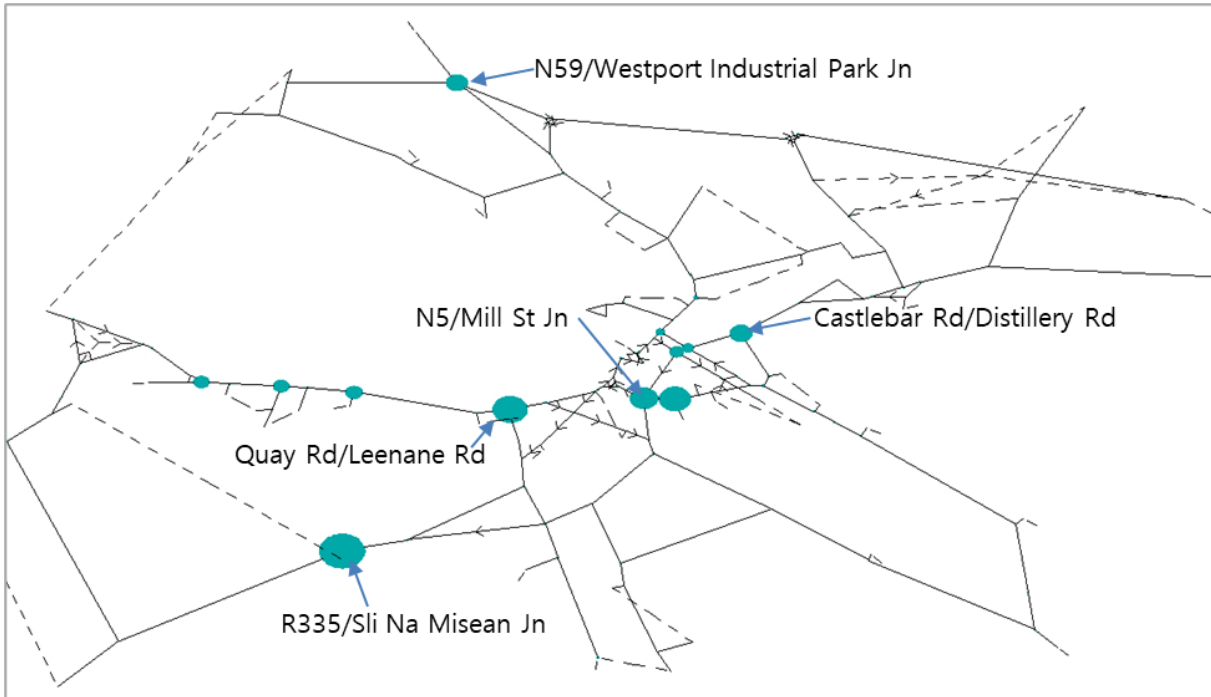 N59/Westport Industrial Park Jn
N5/Mill St Jn
Castlebar Rd/Distillery Rd
Quay Rd/Leenane Rd
R335/Sli Na Misean Jn